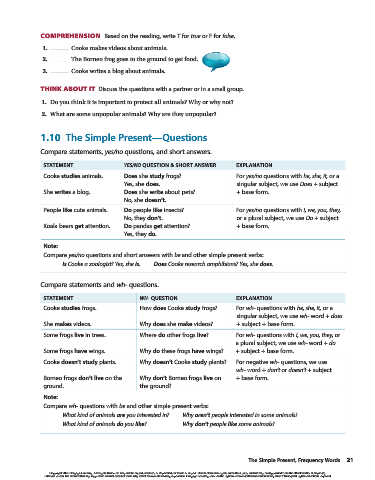 COMPREHENSION Based on the reading, write T for true or F for false.
1. ______ Cooke makes videos about animals.
2. ______ The Borneo frog goes to the ground to get food.
3. ______ Cooke writes a blog about animals.
THINK ABOUT IT Discuss the questions with a partner or in a small group.
1. Do you think it is important to protect all animals? Why or why not?
2. What are some unpopular animals? Why are they unpopular?
1.10 The Simple Present—Questions
Compare statements, yes/no questions, and short answers.
STATEMENT YES/NO QUESTION & SHORT ANSWER EXPLANATION
Cooke studies animals. Does she study frogs? For yes/no questions with he, she, it, or a
Yes, she does. singular subject, we use Does + subject
She writes a blog. Does she write about pets? + base form.
No, she doesn't.
People like cute animals. Do people like insects? For yes/no questions with I, we, you, they,
No, they don't. or a plural subject, we use Do + subject
Koala bears get attention. Do pandas get attention? + base form.
Yes, they do.
Note:
Compare yes/no questions and short answers with be and other simple present verbs:
Is Cooke a zoologist? Yes, she is. Does Cooke research amphibians? Yes, she does.
Compare statements and wh- questions.
STATEMENT WH- QUESTION EXPLANATION
Cooke studies frogs. How does Cooke study frogs? For wh- questions with he, she, it, or a
singular subject, we use wh- word + does
She makes videos. Why does she make videos? + subject + base form.
Some frogs live in trees. Where do other frogs live? For wh- questions with I, we, you, they, or
a plural subject, we use wh- word + do
Some frogs have wings. Why do these frogs have wings? + subject + base form.
Cooke doesn't study plants. Why doesn't Cooke study plants? For negative wh- questions, we use
wh- word + don't or doesn't + subject
Borneo frogs don't live on the Why don't Borneo frogs live on + base form.
ground. the ground?
Note:
Compare wh- questions with be and other simple present verbs:
What kind of animals are you interested in? Why aren't people interested in some animals?
What kind of animals do you like? Why don't people like some animals?
The Simple Present, Frequency Words 21